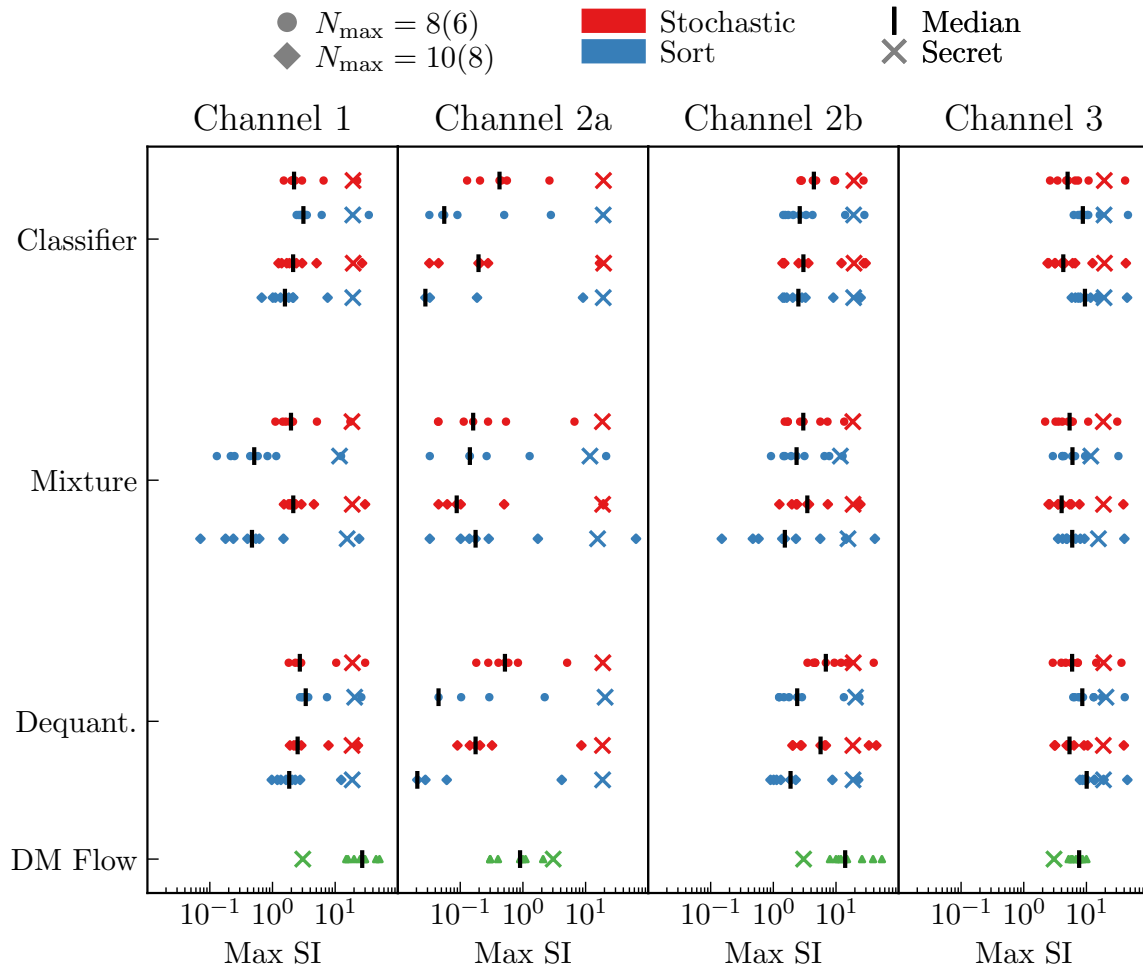 N_max = 8(6)
N_max = 10(8)
Stochastic
Sort
Median
Secret
Channel 1
Channel 2a
Channel 2b
Channel 3
Classifier
Mixture
Dequant.
DM Flow
10^−1 10^0 10^1
10^−1 10^0 10^1
10^−1 10^0 10^1
10^−1 10^0 10^1
Max SI
Max SI
Max SI
Max SI